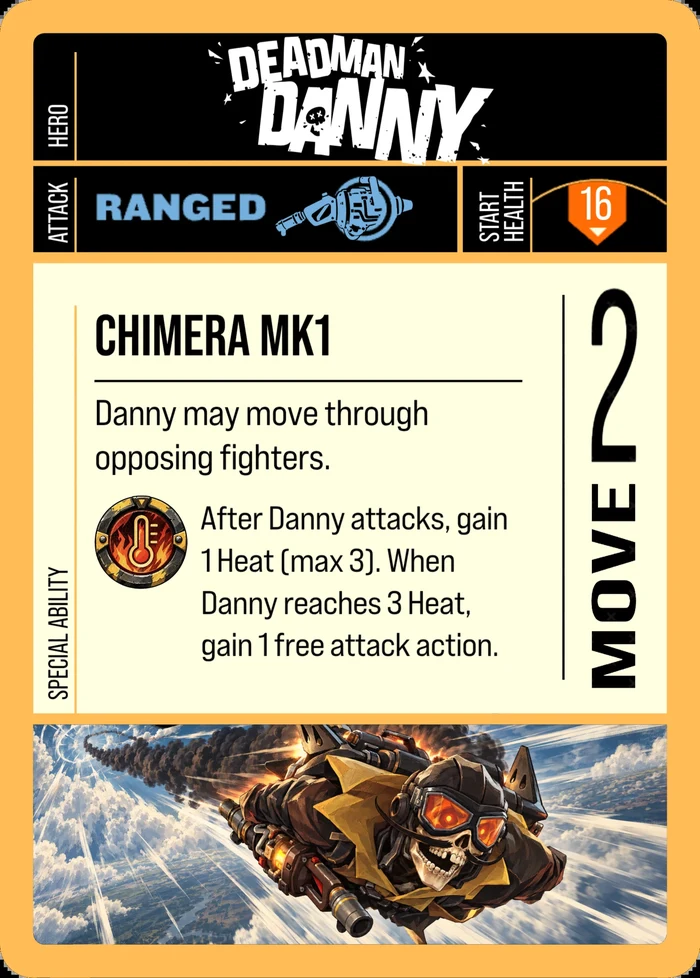 DEADMAN
DANNY
HERO
ATTACK
RANGED
START
HEALTH
16
CHIMERA MK1
Danny may move through
opposing fighters.
After Danny attacks, gain
1 Heat (max 3). When
Danny reaches 3 Heat,
gain 1 free attack action.
SPECIAL ABILITY
MOVE 2